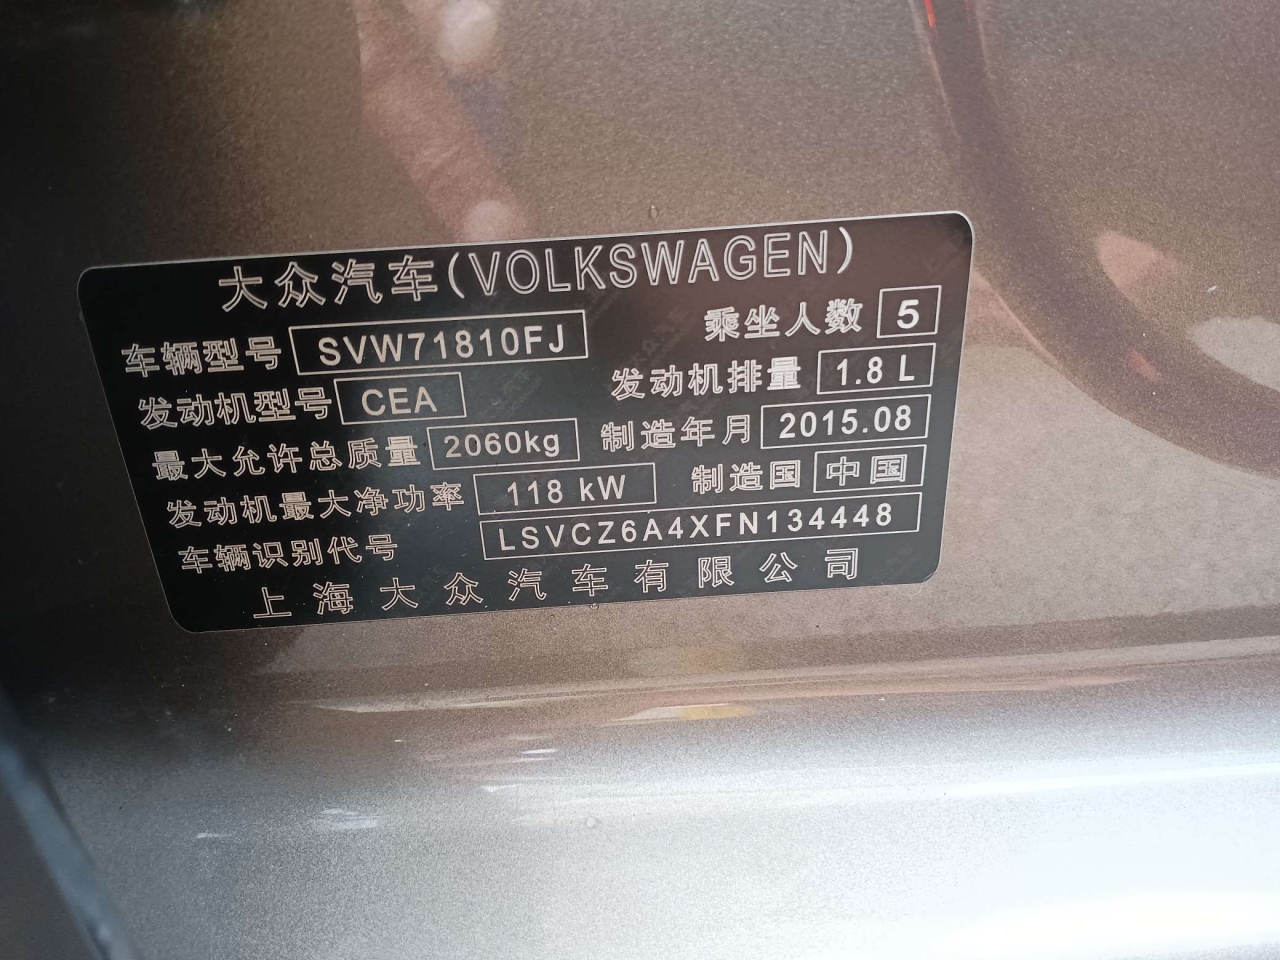 大众汽车(VOLKSWAGEN)
车辆型号 SVW71810FJ 乘坐人数 5
发动机型号 CEA 发动机排量 1.8 L
最大允许总质量 2060kg 制造年月 2015.08
发动机最大净功率 118 kW 制造国 中国
车辆识别代号 LSVCZ6A4XFN134448
上海大众汽车有限公司